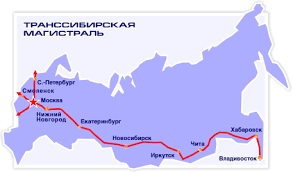 ТРАНССИБИРСКАЯ
МАГИСТРАЛЬ
С.-Петербург
Смоленск
Москва
Нижний
Новгород
Екатеринбург
Новосибирск
Иркутск
Чита
Хабаровск
Владивосток